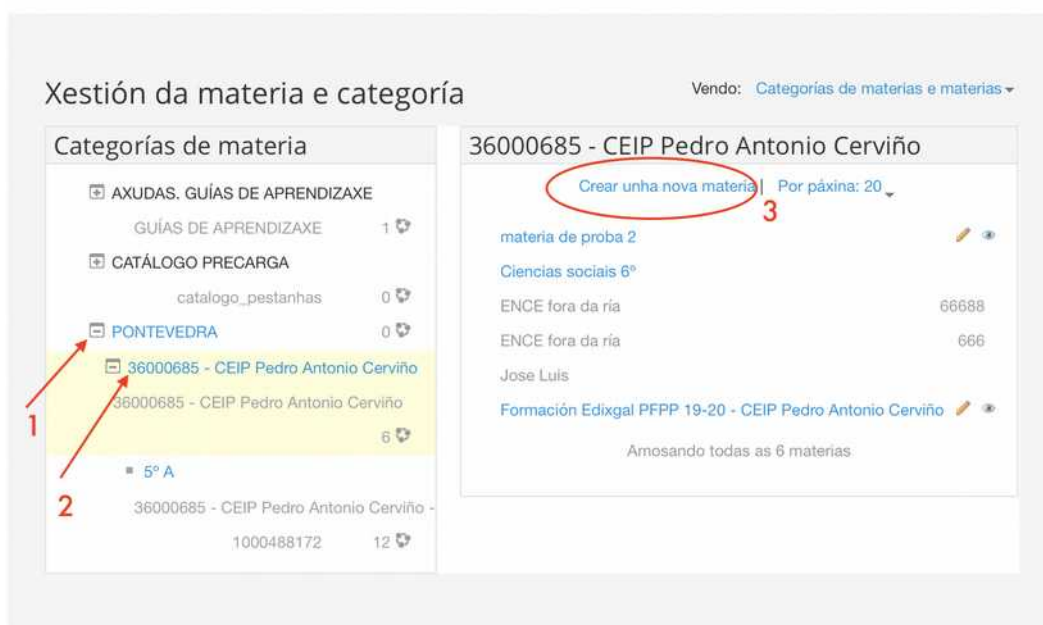 Xestión da materia e categoría
Vendo: Categorías de materias e materias
Categorías de materia
AXUDAS. GUÍAS DE APRENDIZAXE
GUÍAS DE APRENDIZAXE 1
CATÁLOGO PRECARGA
catalogo_pestanhas 0
PONTEVEDRA 0
36000685 - CEIP Pedro Antonio Cerviño
36000685 - CEIP Pedro Antonio Cerviño
6
5º A
36000685 - CEIP Pedro Antonio Cerviño -
1000488172 12
1
2
36000685 - CEIP Pedro Antonio Cerviño
Crear unha nova materia | Por páxina: 20
3
materia de proba 2
Ciencias sociais 6º
ENCE fora da ría 66688
ENCE fora da ría 666
Jose Luis
Formación Edixgal PFPP 19-20 - CEIP Pedro Antonio Cerviño
Amosando todas as 6 materias